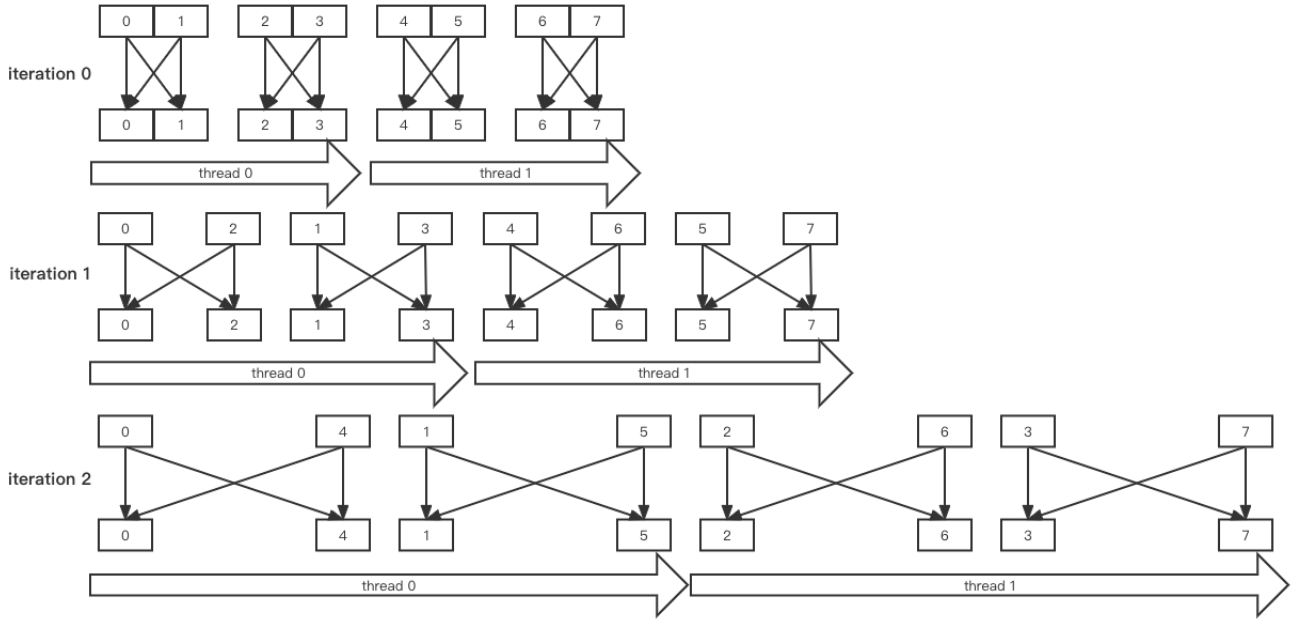 0 1 2 3 4 5 6 7
iteration 0
0 1 2 3 4 5 6 7
thread 0 thread 1
0 2 1 3 4 6 5 7
iteration 1
0 2 1 3 4 6 5 7
thread 0 thread 1
0 4 1 5 2 6 3 7
iteration 2
0 4 1 5 2 6 3 7
thread 0 thread 1